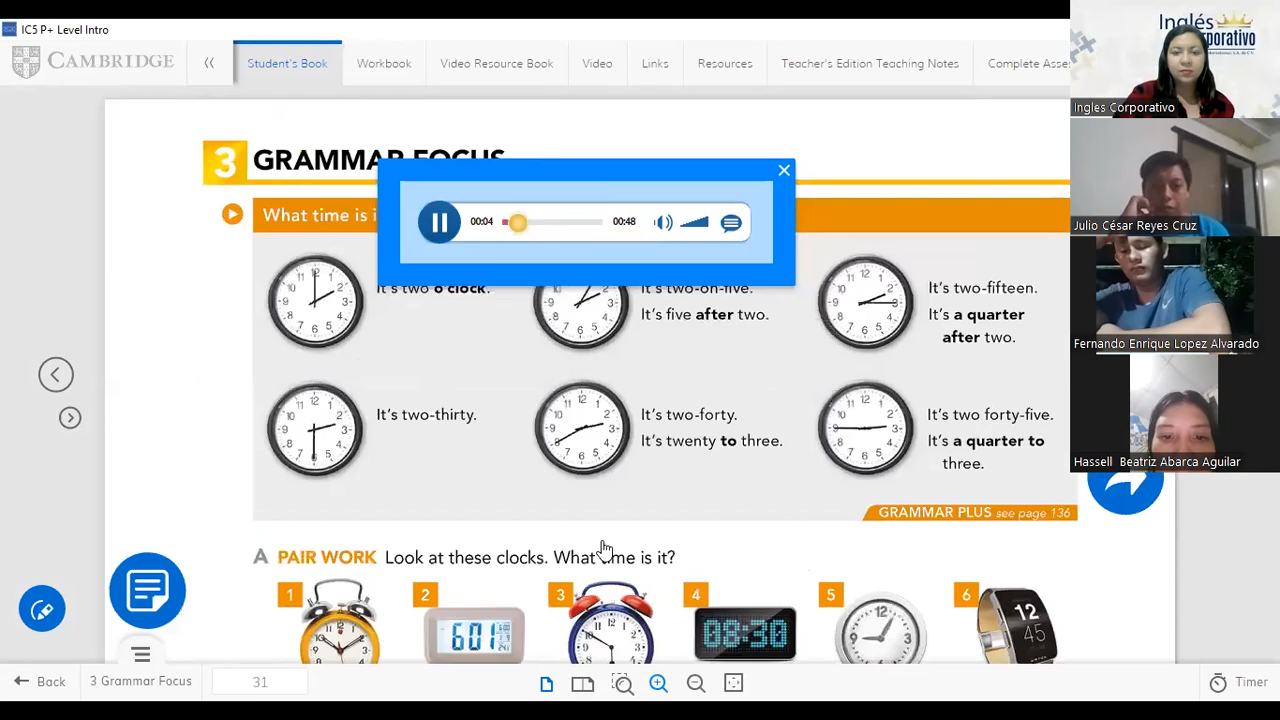 IC5 P+ Level Intro
CAMBRIDGE
Student's Book
Workbook
Video Resource
Video
Links
Resources
Teacher's Edition Teaching Notes
Complete Asse
Inglés
Corporativo
Ingles Corporativo
Julio César Reyes Cruz
Fernando Enrique Lopez Alvarado
Hassell Beatriz Abarca Aguilar
3 GRAMMAR FOCUS
What time is i
00:04
00:48
It's two o'clock.
It's two-oh-five.
It's five after two.
It's two-fifteen.
It's a quarter
after two.
It's two-thirty.
It's two-forty.
It's twenty to three.
It's two forty-five.
It's a quarter to
three.
GRAMMAR PLUS see page 136
A PAIR WORK Look at these clocks. What time is it?
1
2
3
4
5
6
6:01
08:30
12
45
Back
3 Grammar Focus
31
Timer